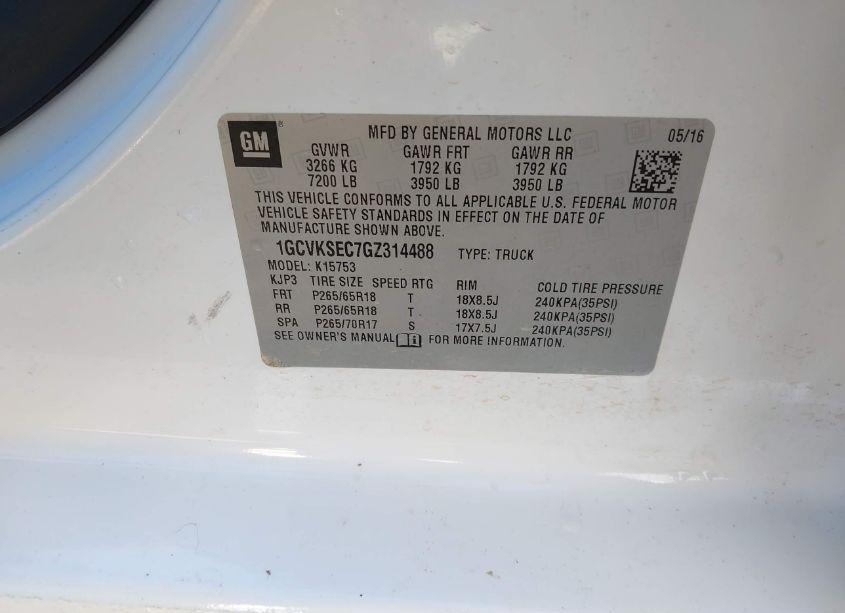 GM ®
MFD BY GENERAL MOTORS LLC 05/16
GVWR GAWR FRT GAWR RR
3266 KG 1792 KG 1792 KG
7200 LB 3950 LB 3950 LB
THIS VEHICLE CONFORMS TO ALL APPLICABLE U.S. FEDERAL MOTOR
VEHICLE SAFETY STANDARDS IN EFFECT ON THE DATE OF
MANUFACTURE SHOWN ABOVE.
1GCVKSEC7GZ314488 TYPE: TRUCK
MODEL: K15753
KJP3 TIRE SIZE SPEED RTG RIM COLD TIRE PRESSURE
FRT P265/65R18 T 18X8.5J 240KPA(35PSI)
RR P265/65R18 T 18X8.5J 240KPA(35PSI)
SPA P265/70R17 S 17X7.5J 240KPA(35PSI)
SEE OWNER'S MANUAL FOR MORE INFORMATION.